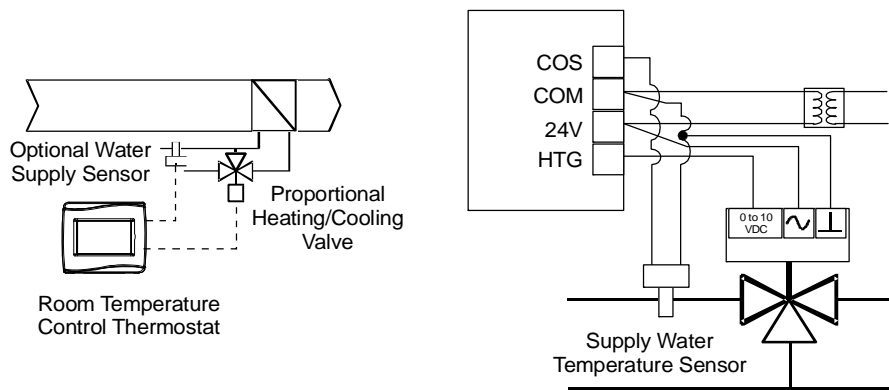 Optional Water
Supply Sensor
Proportional
Heating/Cooling
Valve
Room Temperature
Control Thermostat
COS
COM
24V
HTG
0 to 10
VDC
Supply Water
Temperature Sensor